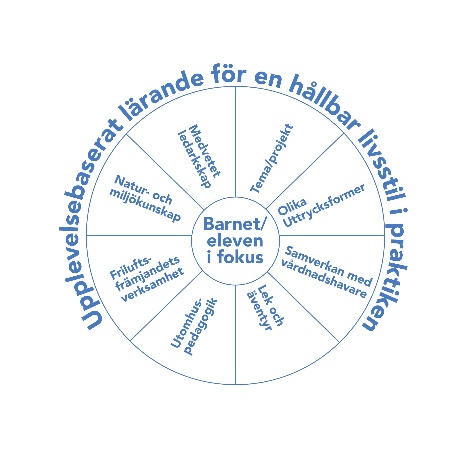 Upplevelsebaserat lärande för en hållbar livsstil i praktiken
Medvetet
ledarkskap
Tema/projekt
Olika
Uttrycksformer
Samverkan med
vårdnadshavare
Lek och
äventyr
Utomhus-
pedagogik
Frilufts-
främjandets
verksamhet
Natur- och
miljökunskap
Barnet/
eleven
i fokus